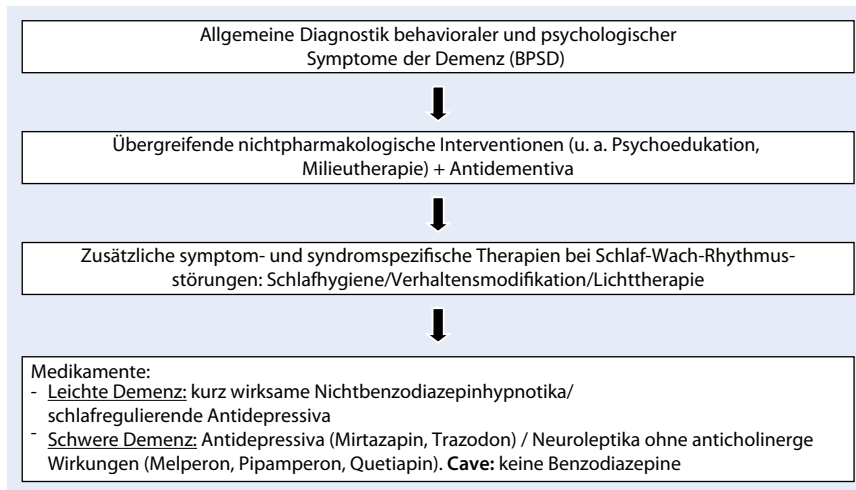 Allgemeine Diagnostik behavioraler und psychologischer
Symptome der Demenz (BPSD)
Übergreifende nichtpharmakologische Interventionen (u. a. Psychoedukation,
Milieutherapie) + Antidementiva
Zusätzliche symptom- und syndromspezifische Therapien bei Schlaf-Wach-Rhythmus-
störungen: Schlafhygiene/Verhaltensmodifikation/Lichttherapie
Medikamente:
- Leichte Demenz: kurz wirksame Nichtbenzodiazepinhypnotika/
schlafregulierende Antidepressiva
- Schwere Demenz: Antidepressiva (Mirtazapin, Trazodon) / Neuroleptika ohne anticholinerge
Wirkungen (Melperon, Pipamperon, Quetiapin). Cave: keine Benzodiazepine